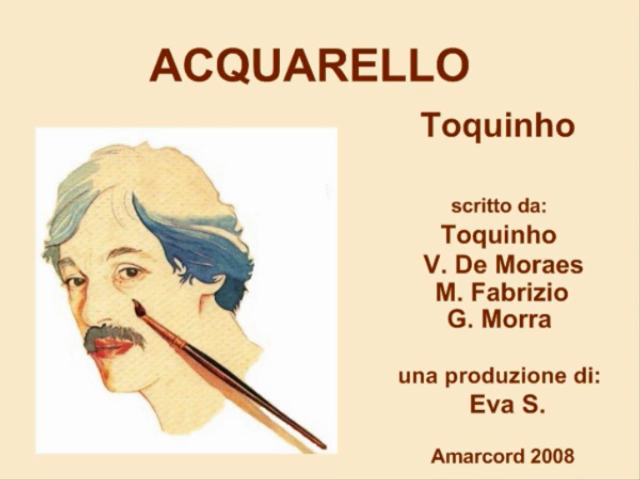 ACQUARELLO
Toquinho
scritto da:
Toquinho
V. De Moraes
M. Fabrizio
G. Morra
una produzione di:
Eva S.
Amarcord 2008